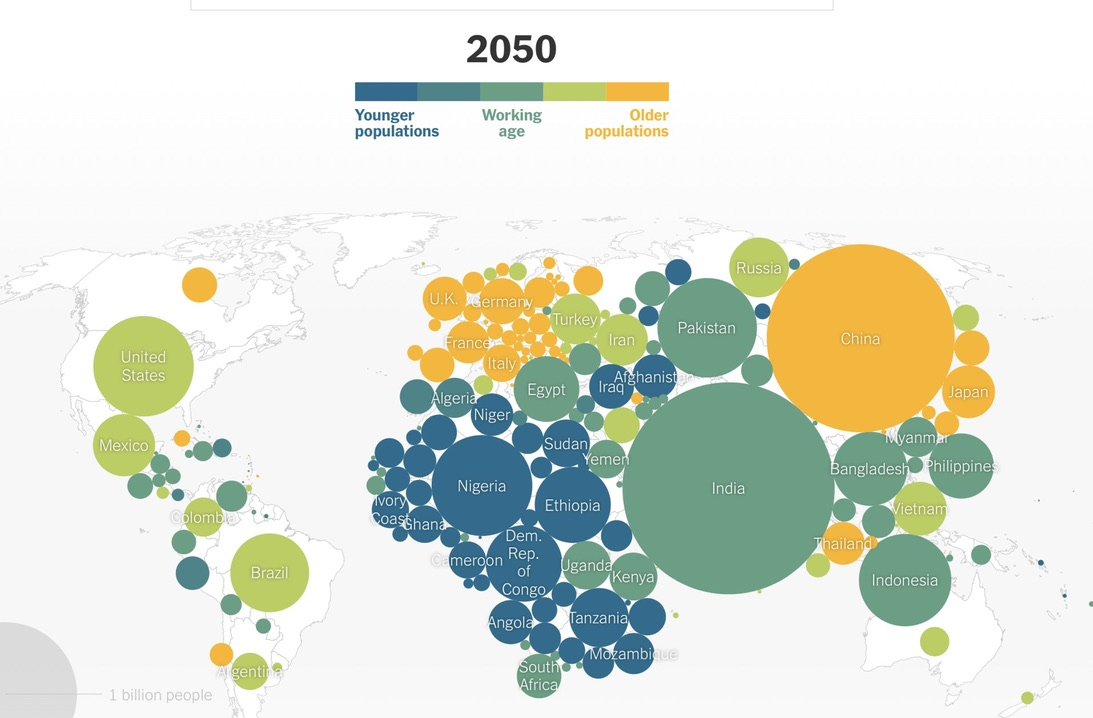 2050
Younger
populations
Working
age
Older
populations
Russia
U.K.
Germany
Turkey
Pakistan
China
France
Iran
United
States
Italy
Afghanistan
Iraq
Egypt
Japan
Algeria
Niger
Mexico
Sudan
Myanmar
Yemen
Bangladesh
Philippines
Nigeria
India
Ethiopia
Ivory
Coast
Vietnam
Colombia
Ghana
Dem.
Rep.
of
Congo
Thailand
Cameroon
Uganda
Brazil
Kenya
Indonesia
Angola
Tanzania
Mozambique
Argentina
South
Africa
1 billion people